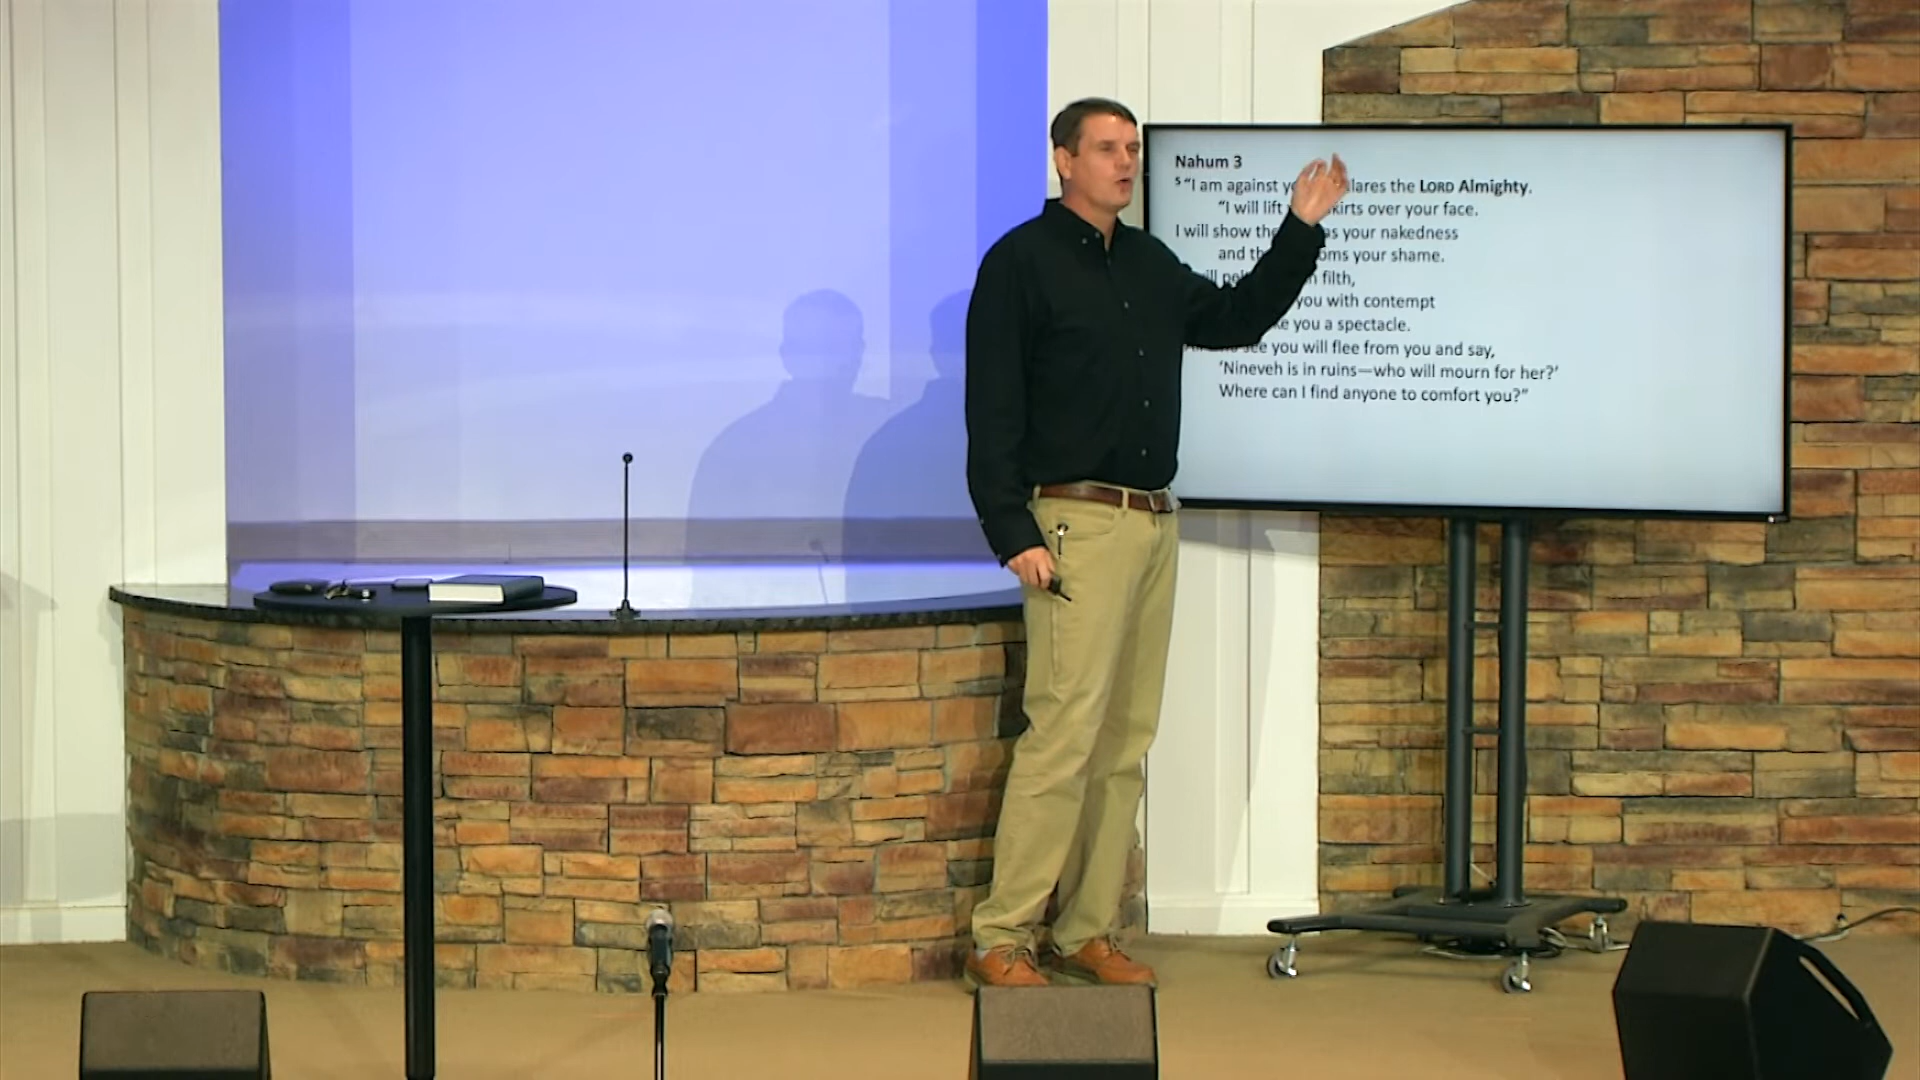 Nahum 3
5 “I am against lares the LORD Almighty.
“I will lift kirts over your face.
I will show the your nakedness
and th oms your shame.
filth,
you with contempt
you a spectacle.
see you will flee from you and say,
‘Nineveh is in ruins—who will mourn for her?’
Where can I find anyone to comfort you?”